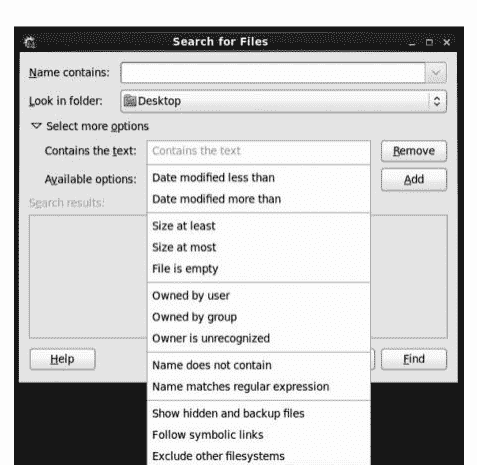 Search for Files
Name contains:
Look in folder: Desktop
Select more options
Contains the text: Contains the text Remove
Available options: Date modified less than Add
Date modified more than
Search results:
Size at least
Size at most
File is empty
Owned by user
Owned by group
Owner is unrecognized
Help Name does not contain Find
Name matches regular expression
Show hidden and backup files
Follow symbolic links
Exclude other filesystems